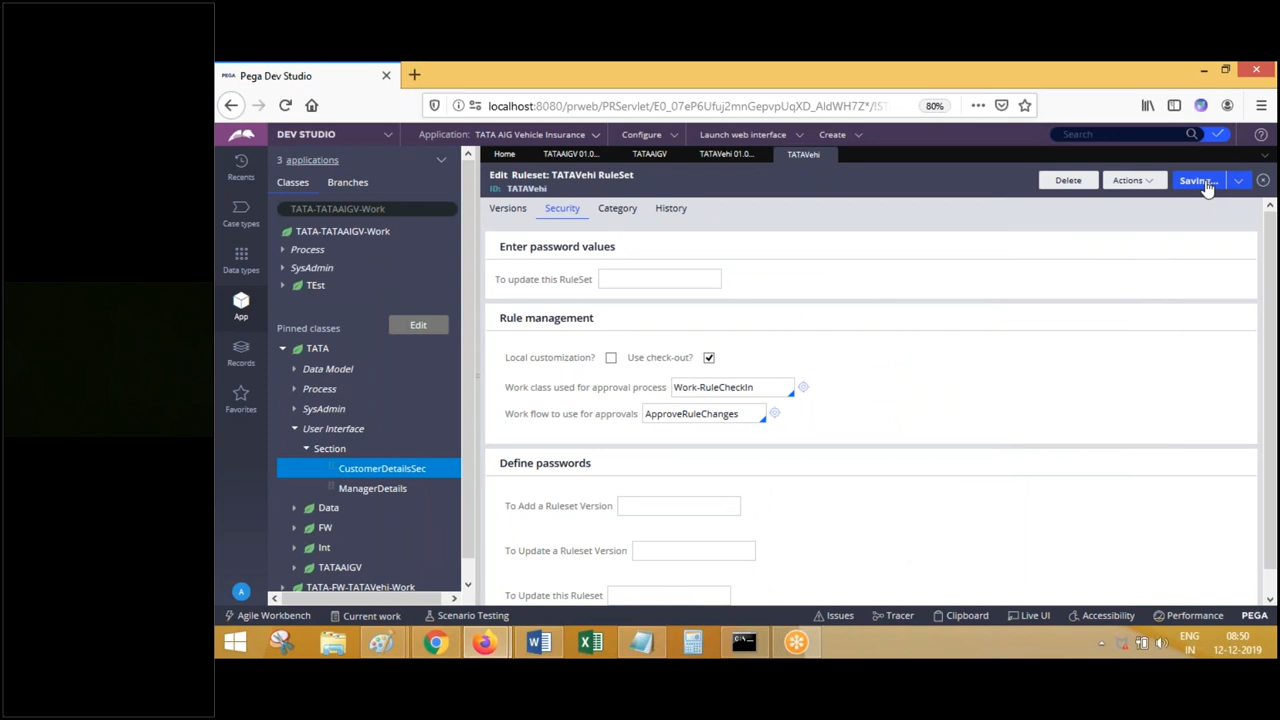 PEGA Pega Dev Studio
localhost:8080/prweb/PRServlet/E0_07eP6Ufuj2mnGepvpUqXD_AldWH7Z*/!ST
80%
DEV STUDIO
Application: TATA AIG Vehicle Insurance
Configure
Launch web interface
Create
Search
3 applications
Home
TATAAIGV 01.0...
TATAAIGV
TATAVehi 01.0...
TATAVehi
Recents
Case types
Data types
App
Records
Favorites
A
Classes
Branches
TATA-TATAAIGV-Work
TATA-TATAAIGV-Work
Process
SysAdmin
TEst
Pinned classes
Edit
TATA
Data Model
Process
SysAdmin
User Interface
Section
CustomerDetailsSec
ManagerDetails
Data
FW
Int
TATAAIGV
TATA-FW-TATAVehi-Work
Edit Ruleset: TATAVehi RuleSet
ID: TATAVehi
Delete
Actions
Saving...
Versions
Security
Category
History
Enter password values
To update this RuleSet
Rule management
Local customization?
Use check-out?
Work class used for approval process Work-RuleCheckIn
Work flow to use for approvals ApproveRuleChanges
Define passwords
To Add a Ruleset Version
To Update a Ruleset Version
To Update this Ruleset
Agile Workbench
Current work
Scenario Testing
Issues
Tracer
Clipboard
Live UI
Accessibility
Performance
PEGA
ENG
IN
08:50
12-12-2019